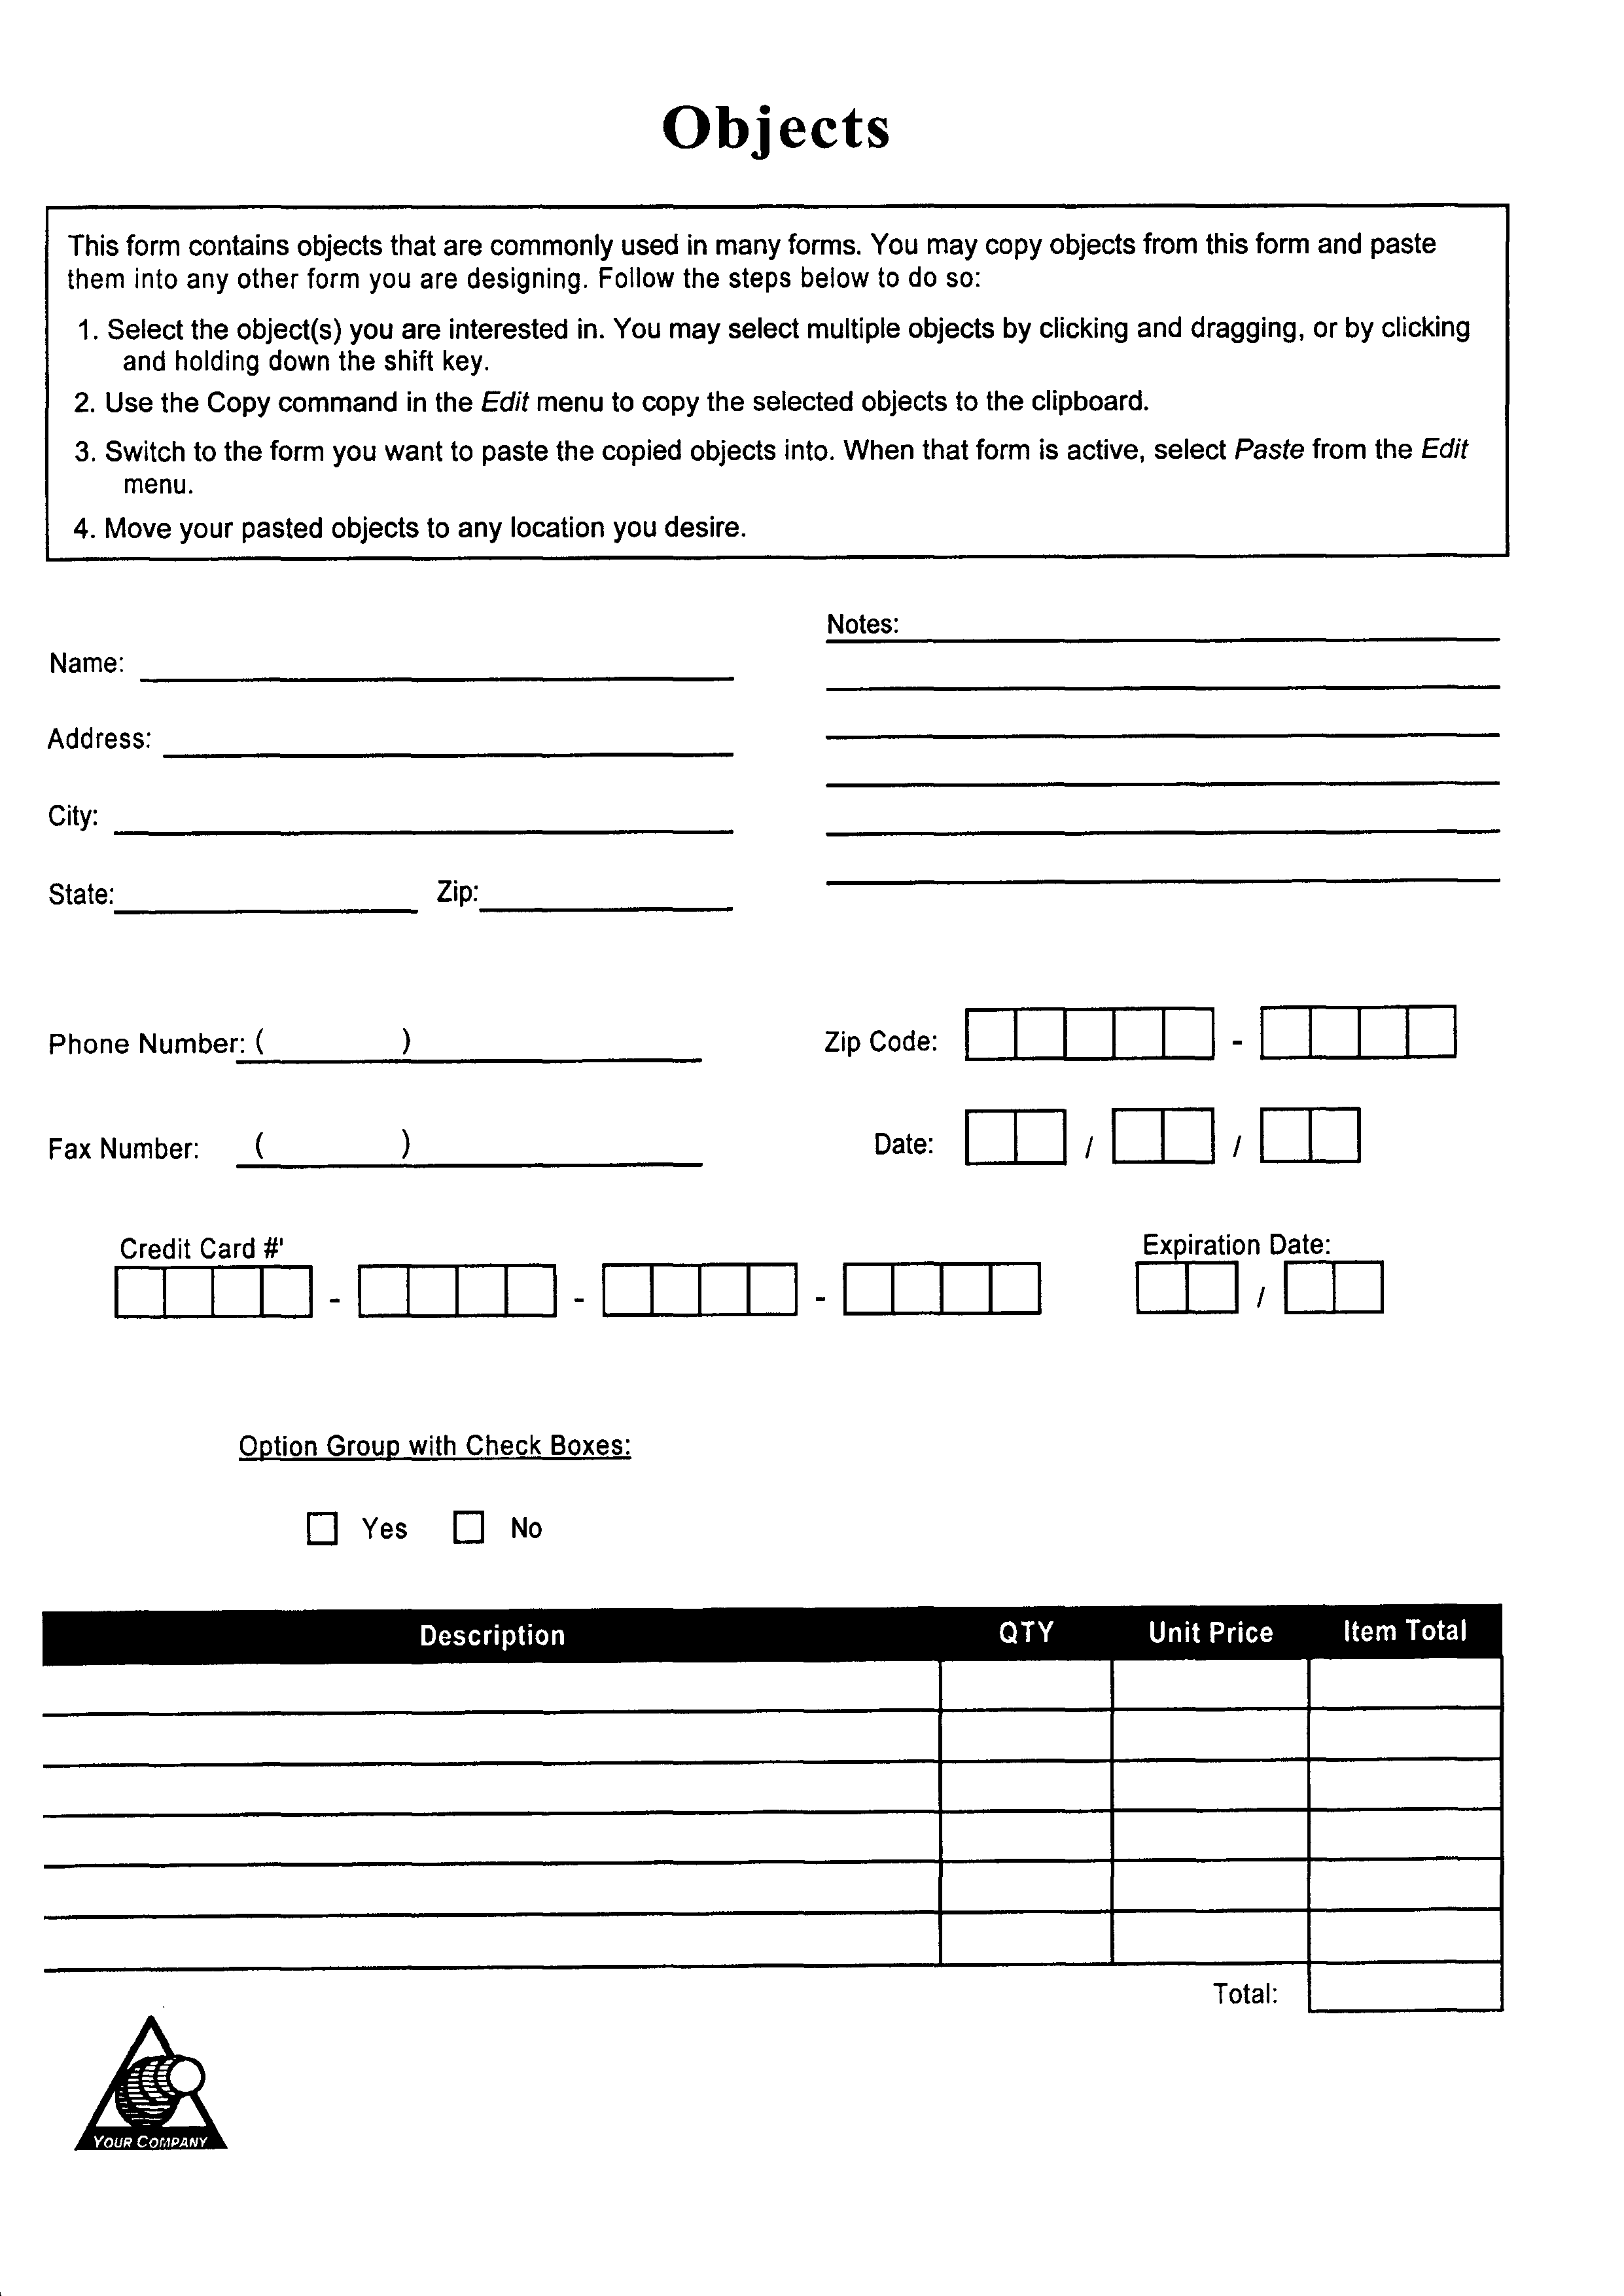 Objects
This form contains objects that are commonly used in many forms. You may copy objects from this form and paste
them into any other form you are designing. Follow the steps below to do so:
1. Select the object(s) you are interested in. You may select multiple objects by clicking and dragging, or by clicking
and holding down the shift key.
2. Use the Copy command in the Edit menu to copy the selected objects to the clipboard.
3. Switch to the form you want to paste the copied objects into. When that form is active, select Paste from the Edit
menu.
4. Move your pasted objects to any location you desire.
Notes:
Name:
Address:
City:
State: Zip:
Phone Number: ( )
Zip Code: -
Fax Number: ( )
Date: / /
Credit Card #'
- - -
Expiration Date:
/
Option Group with Check Boxes:
Yes No
Description QTY Unit Price Item Total
Total:
YOUR COMPANY